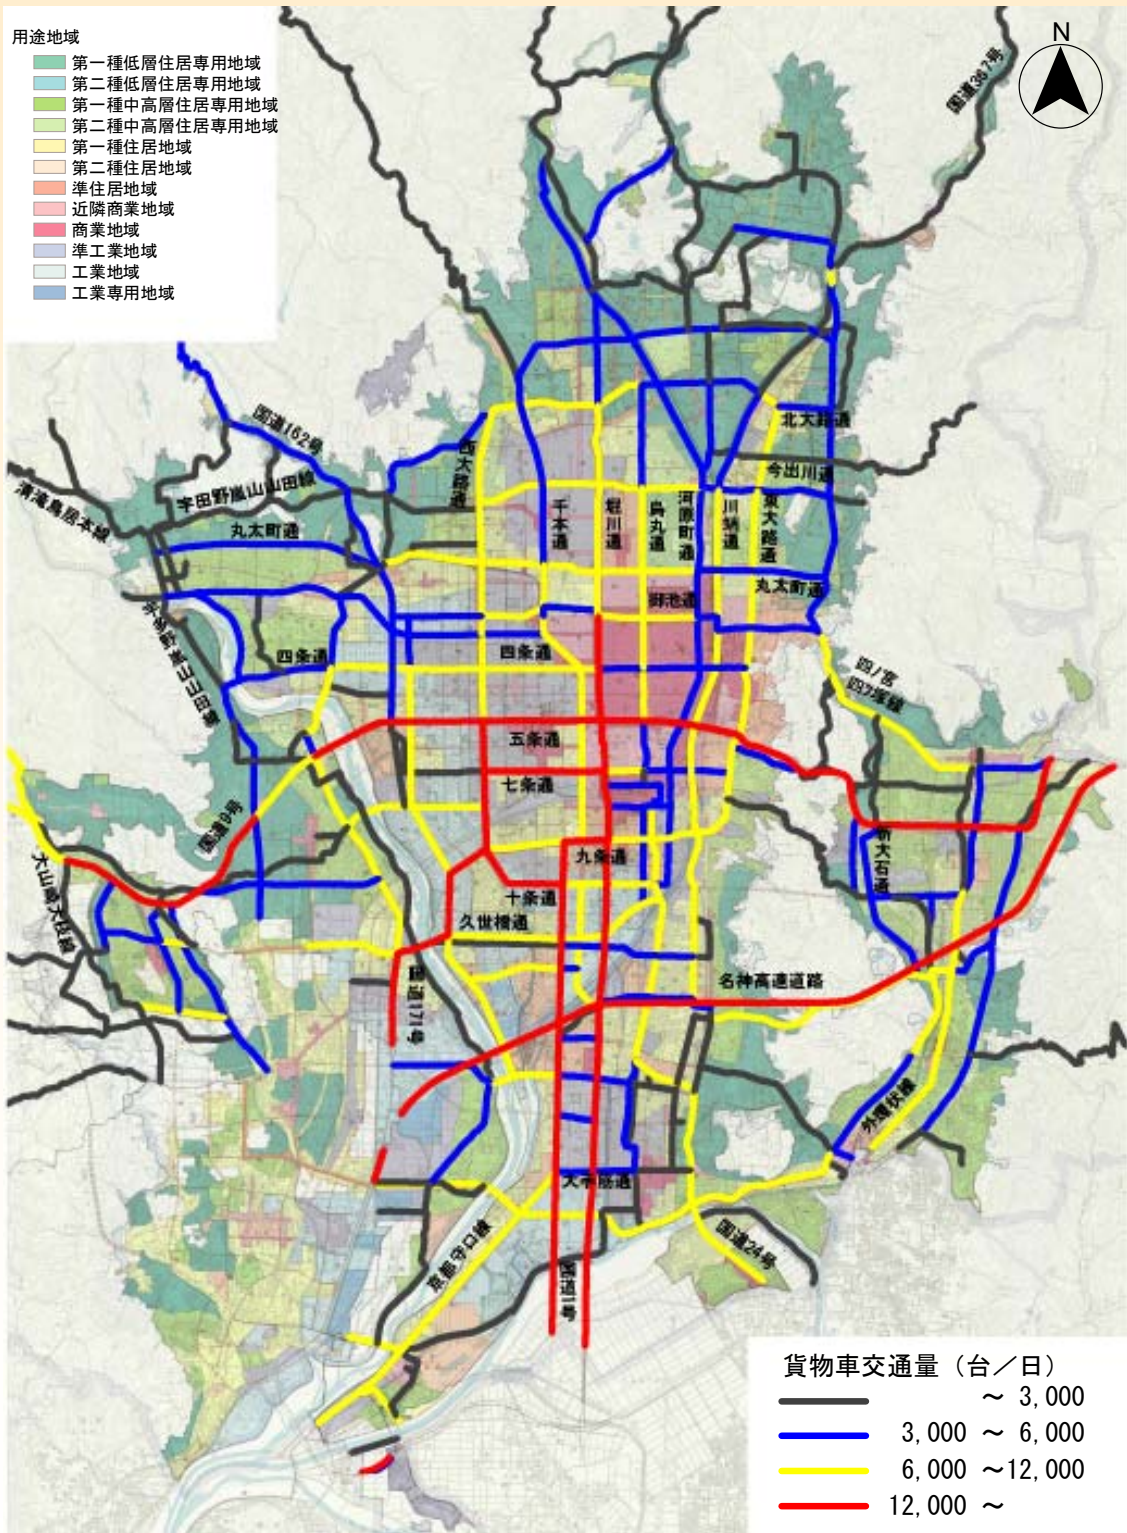 用途地域
第一種低層住居専用地域
第二種低層住居専用地域
第一種中高層住居専用地域
第二種中高層住居専用地域
第一種住居地域
第二種住居地域
準住居地域
近隣商業地域
商業地域
準工業地域
工業地域
工業専用地域
N
国道367号
国道162号
西大路通
北大路通
今出川通
宇田野嵐山山田線
清滝鳥居本線
丸太町通
千本通
堀川通
烏丸通
河原町通
川端通
東大路通
丸太町通
御池通
四条通
四条通
四ノ宮
四ツ塚線
五条通
七条通
国道9号
九条通
新大石通
大山崎大枝線
十条通
久世橋通
国道171号
名神高速道路
外環状線
大手筋通
国道24号
京都守口線
国道1号
貨物車交通量（台／日）
～ 3,000
3,000 ～ 6,000
6,000 ～12,000
12,000 ～